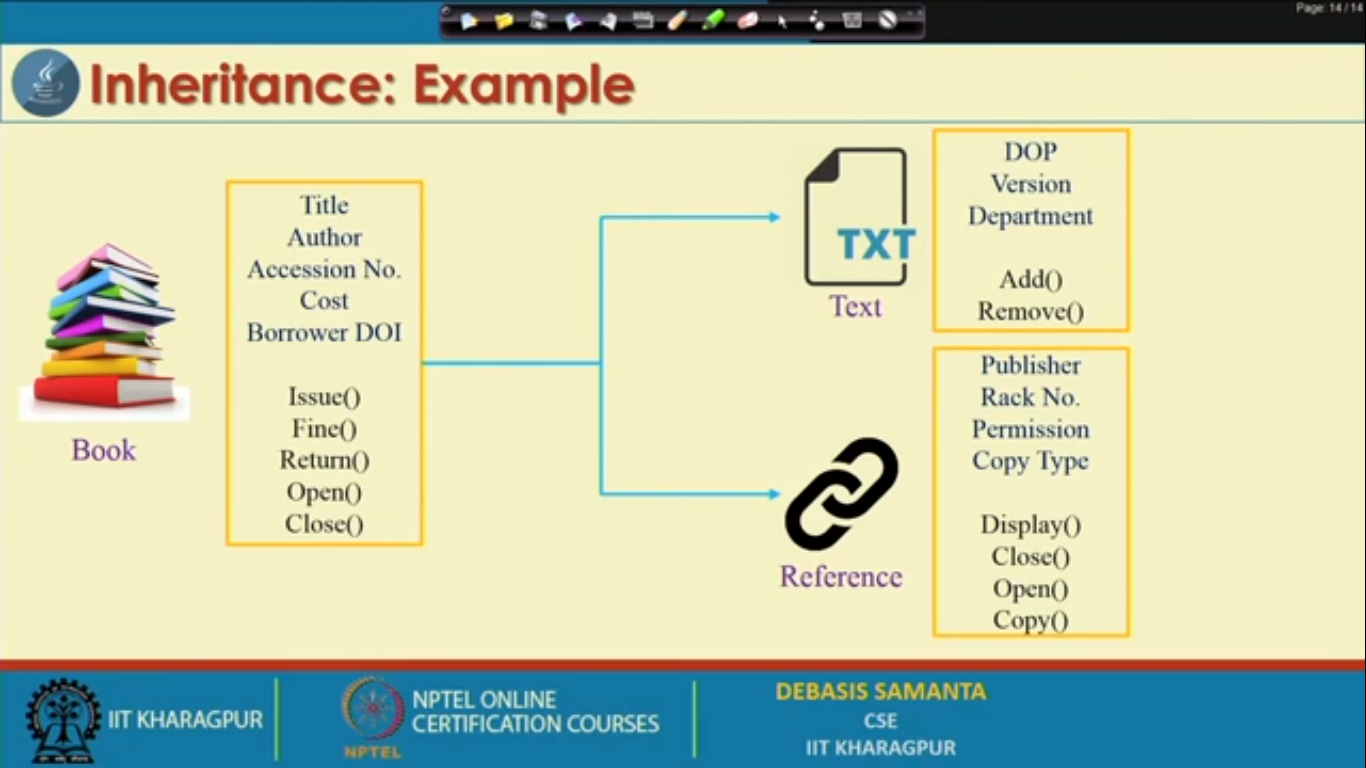 Page: 14 / 14
Inheritance: Example
Title
Author
Accession No.
Cost
Borrower DOI
Issue()
Fine()
Return()
Open()
Close()
Book
TXT
Text
DOP
Version
Department
Add()
Remove()
Reference
Publisher
Rack No.
Permission
Copy Type
Display()
Close()
Open()
Copy()
IIT KHARAGPUR
NPTEL
NPTEL ONLINE
CERTIFICATION COURSES
DEBASIS SAMANTA
CSE
IIT KHARAGPUR